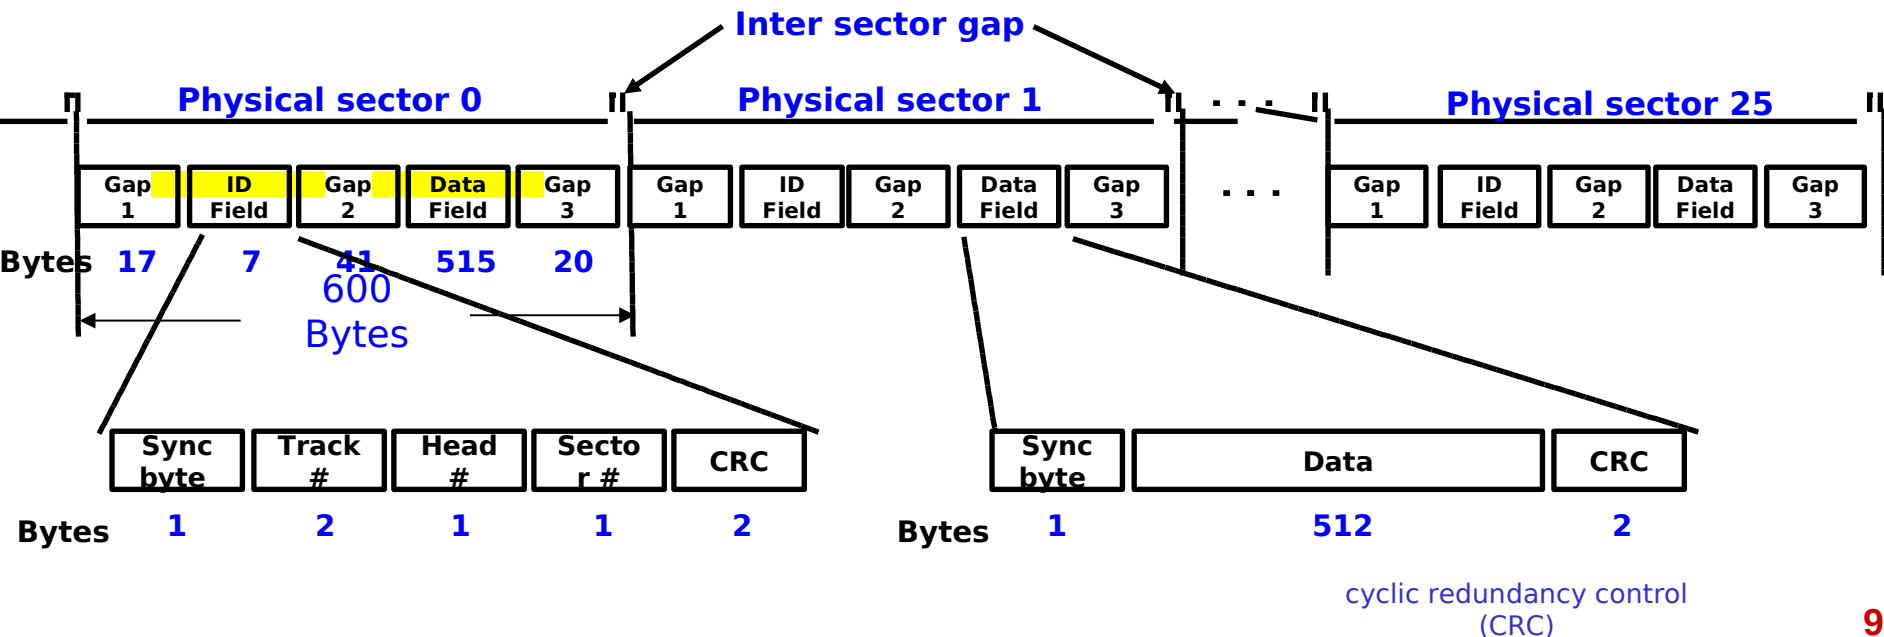 Inter sector gap
Physical sector 0 Physical sector 1 . . . Physical sector 25
Gap ID Gap Data Gap Gap ID Gap Data Gap Gap ID Gap Data Gap
1 Field 2 Field 3 1 Field 2 Field 3 . . . 1 Field 2 Field 3
Bytes 17 7 41 515 20
600
Bytes
Sync Track Head Secto CRC Sync Data CRC
byte # # r # byte
Bytes 1 2 1 1 2 Bytes 1 512 2
cyclic redundancy control
(CRC)
9